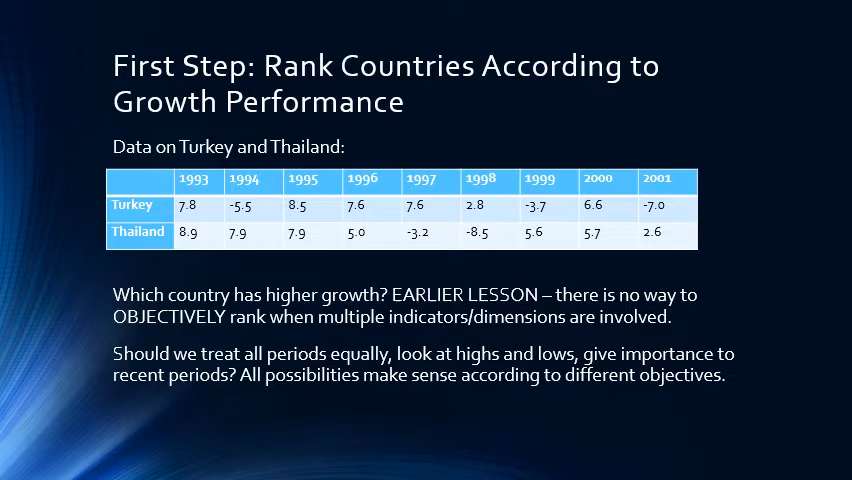 First Step: Rank Countries According to
Growth Performance
Data on Turkey and Thailand:
1993 1994 1995 1996 1997 1998 1999 2000 2001
Turkey 7.8 -5.5 8.5 7.6 7.6 2.8 -3.7 6.6 -7.0
Thailand 8.9 7.9 7.9 5.0 -3.2 -8.5 5.6 5.7 2.6
Which country has higher growth? EARLIER LESSON – there is no way to
OBJECTIVELY rank when multiple indicators/dimensions are involved.
Should we treat all periods equally, look at highs and lows, give importance to
recent periods? All possibilities make sense according to different objectives.